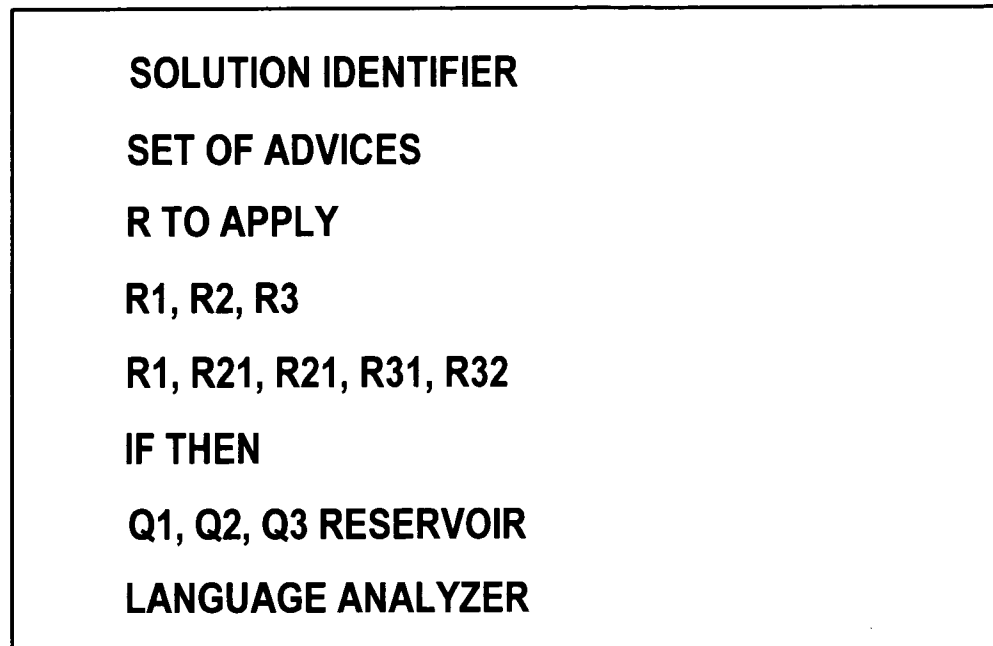 SOLUTION IDENTIFIER
SET OF ADVICES
R TO APPLY
R1, R2, R3
R1, R21, R21, R31, R32
IF THEN
Q1, Q2, Q3 RESERVOIR
LANGUAGE ANALYZER